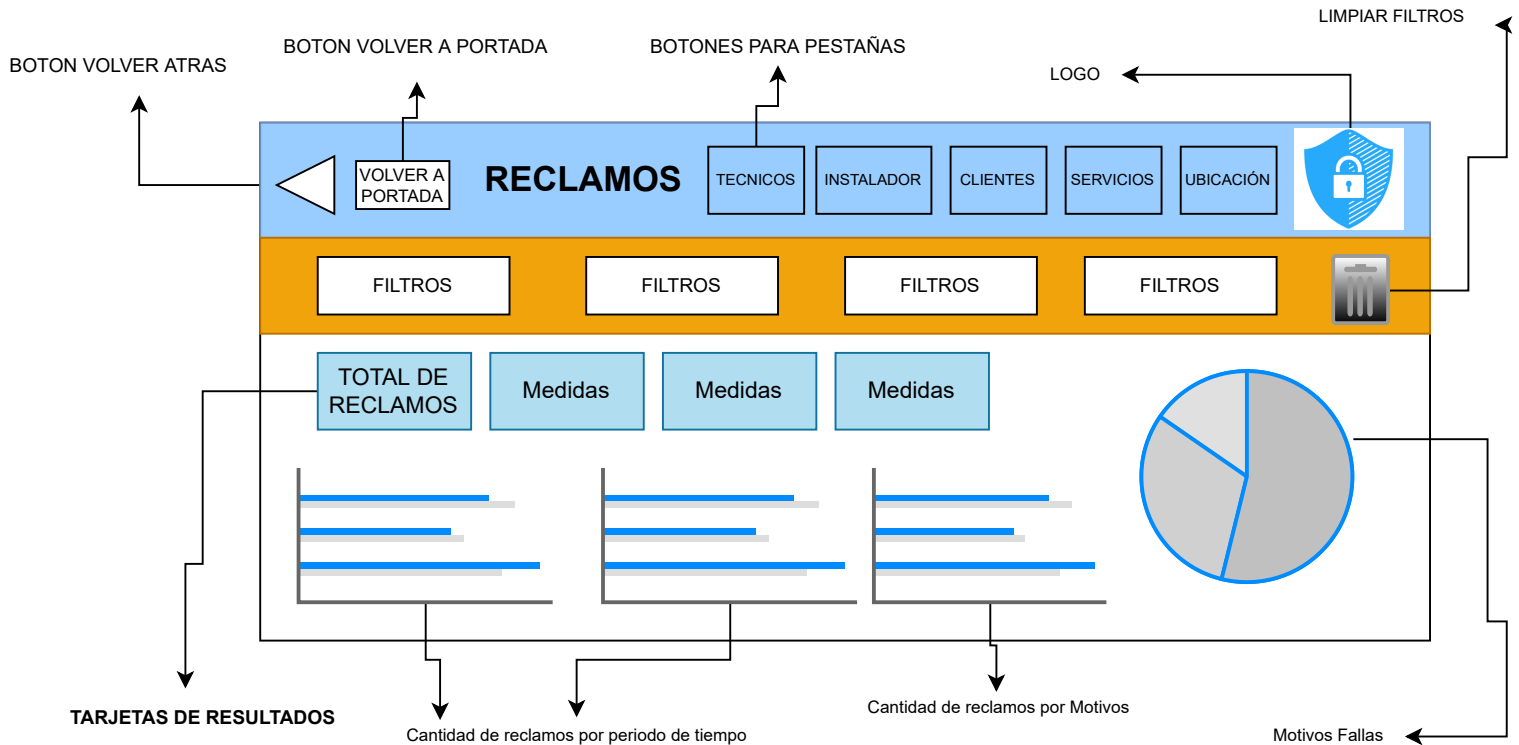 LIMPIAR FILTROS
BOTON VOLVER A PORTADA
BOTONES PARA PESTAÑAS
BOTON VOLVER ATRAS
LOGO
VOLVER A
PORTADA
RECLAMOS
TECNICOS
INSTALADOR
CLIENTES
SERVICIOS
UBICACIÓN
FILTROS
FILTROS
FILTROS
FILTROS
TOTAL DE
RECLAMOS
Medidas
Medidas
Medidas
TARJETAS DE RESULTADOS
Cantidad de reclamos por periodo de tiempo
Cantidad de reclamos por Motivos
Motivos Fallas